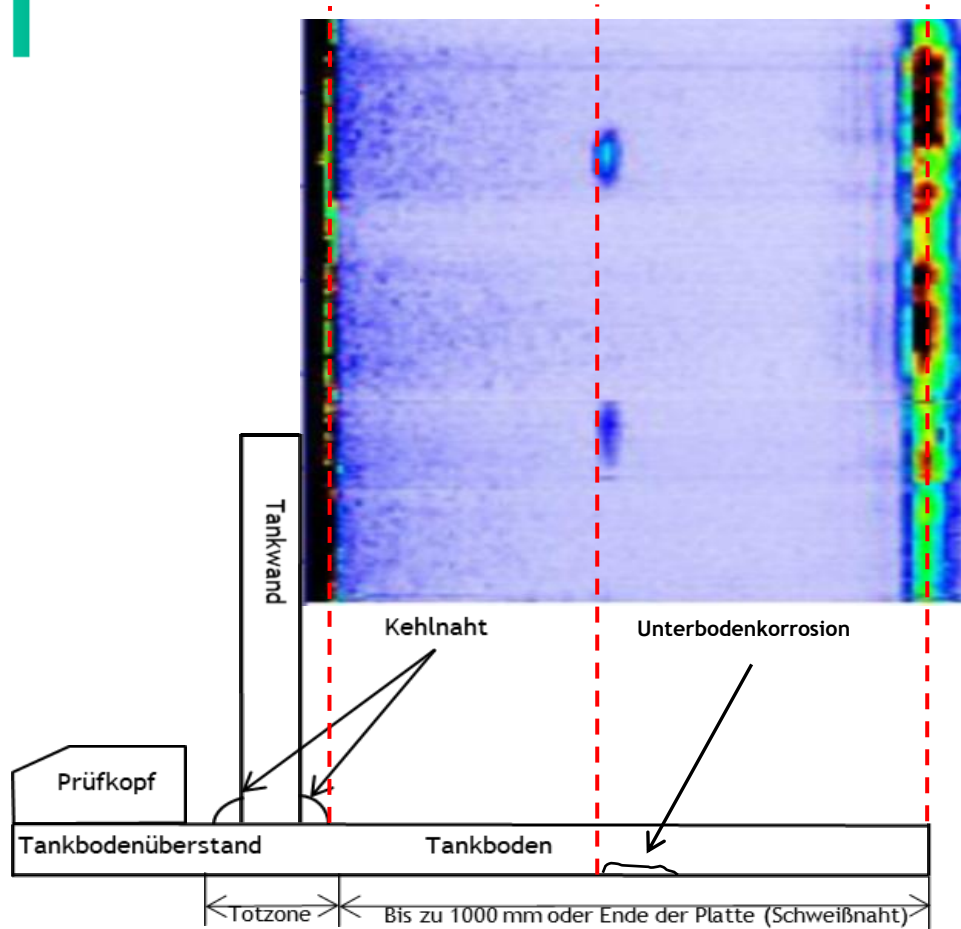 Tankwand
Kehlnaht
Unterbodenkorrosion
Prüfkopf
Tankbodenüberstand
Tankboden
Totzone
Bis zu 1000 mm oder Ende der Platte (Schweißnaht)